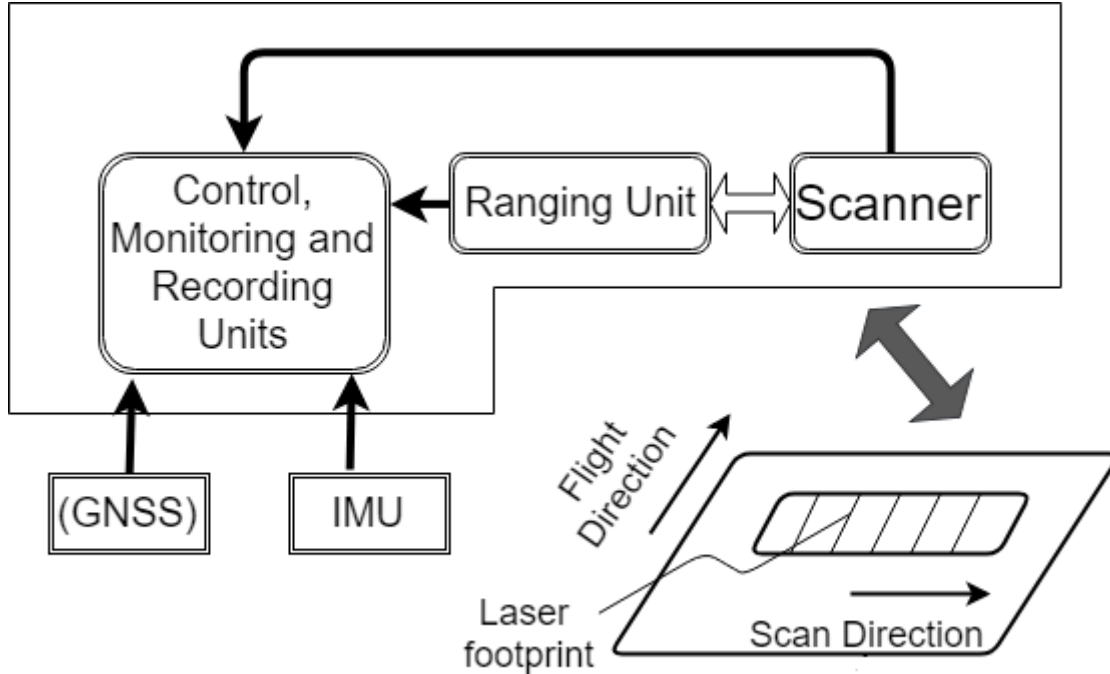 Control,
Monitoring and
Recording
Units
Ranging Unit
Scanner
(GNSS)
IMU
Flight
Direction
Laser
footprint
Scan Direction